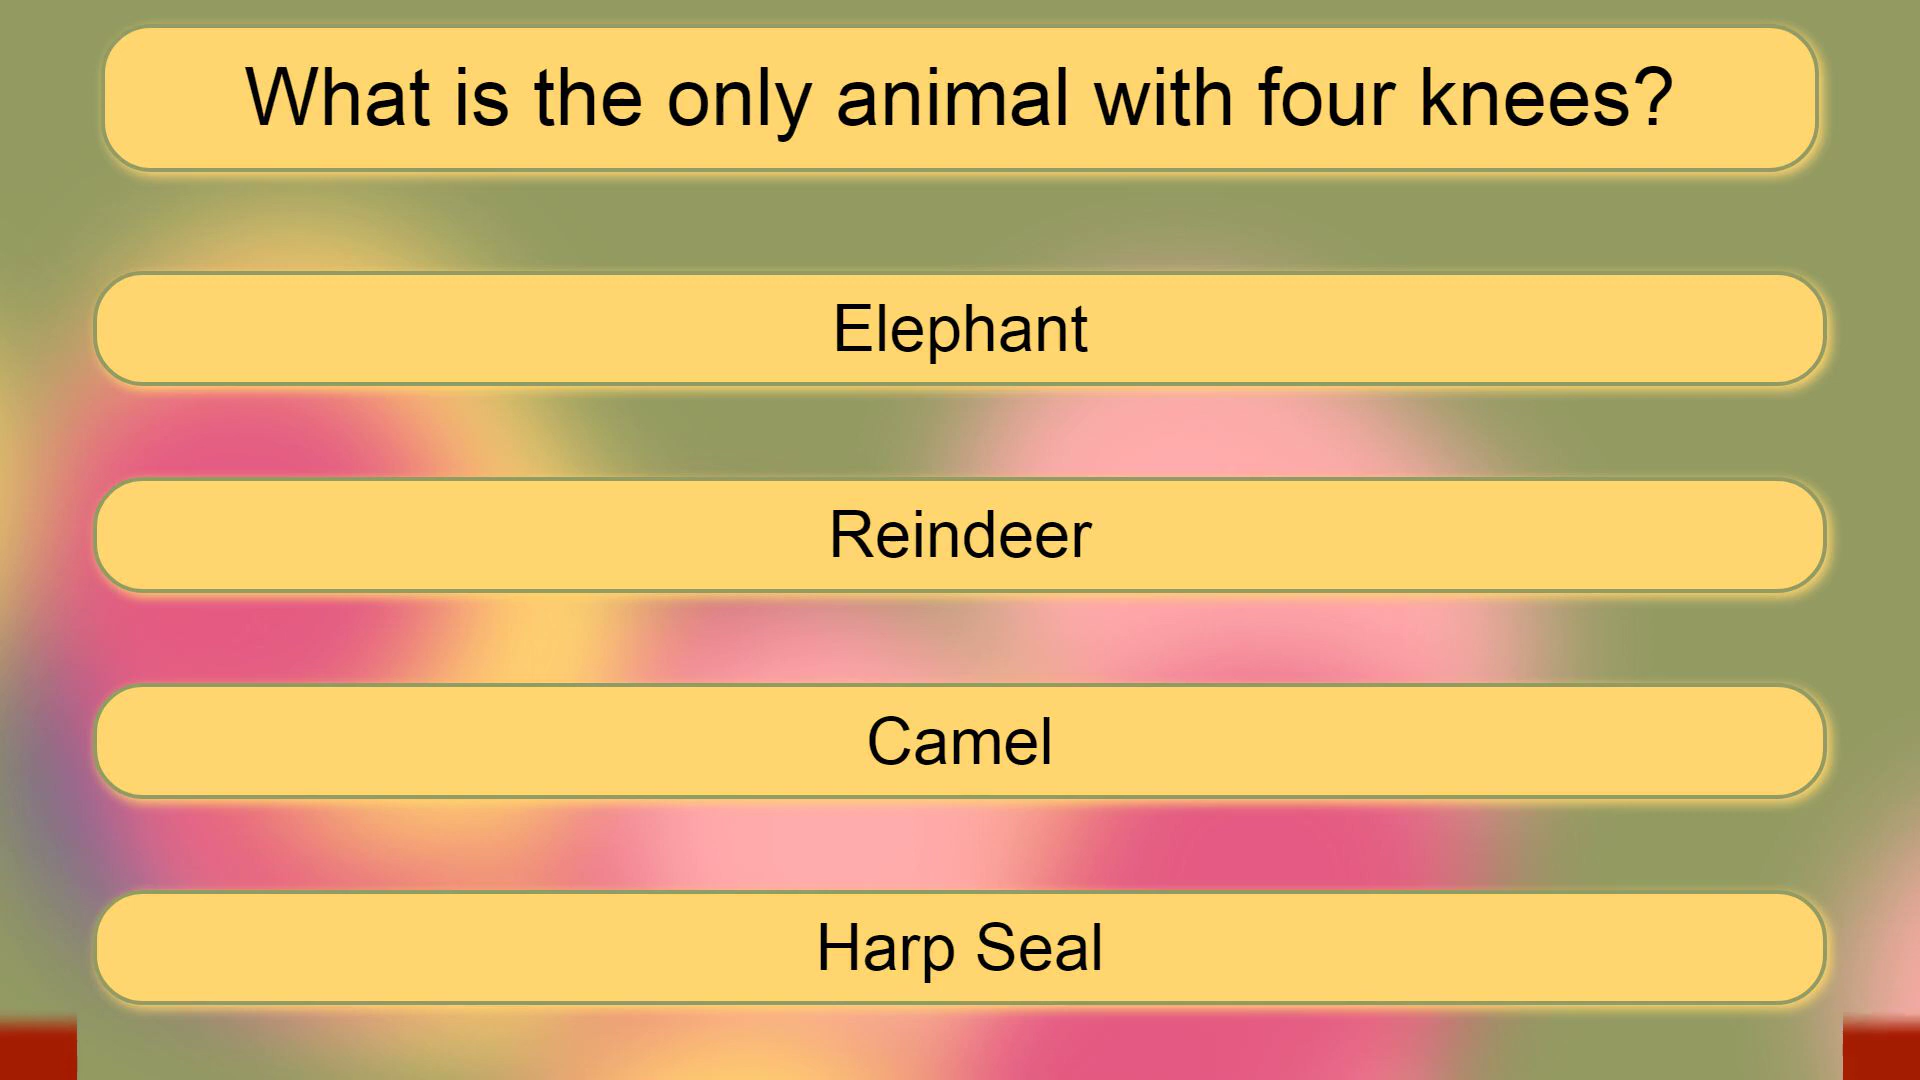 What is the only animal with four knees?
Elephant
Reindeer
Camel
Harp Seal